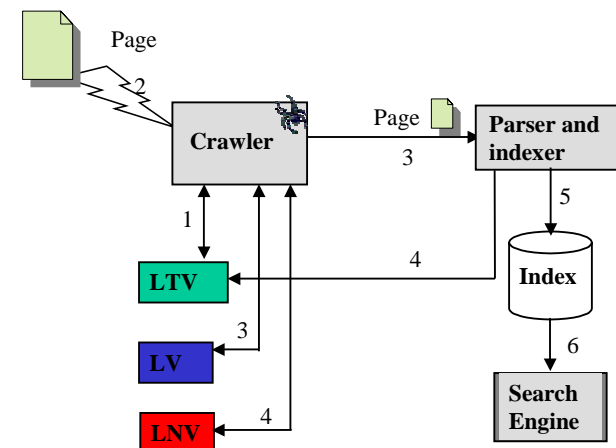 Page
2
Crawler
Page
3
Parser and
indexer
1
5
4
LTV
Index
3
LV
6
4
LNV
Search
Engine